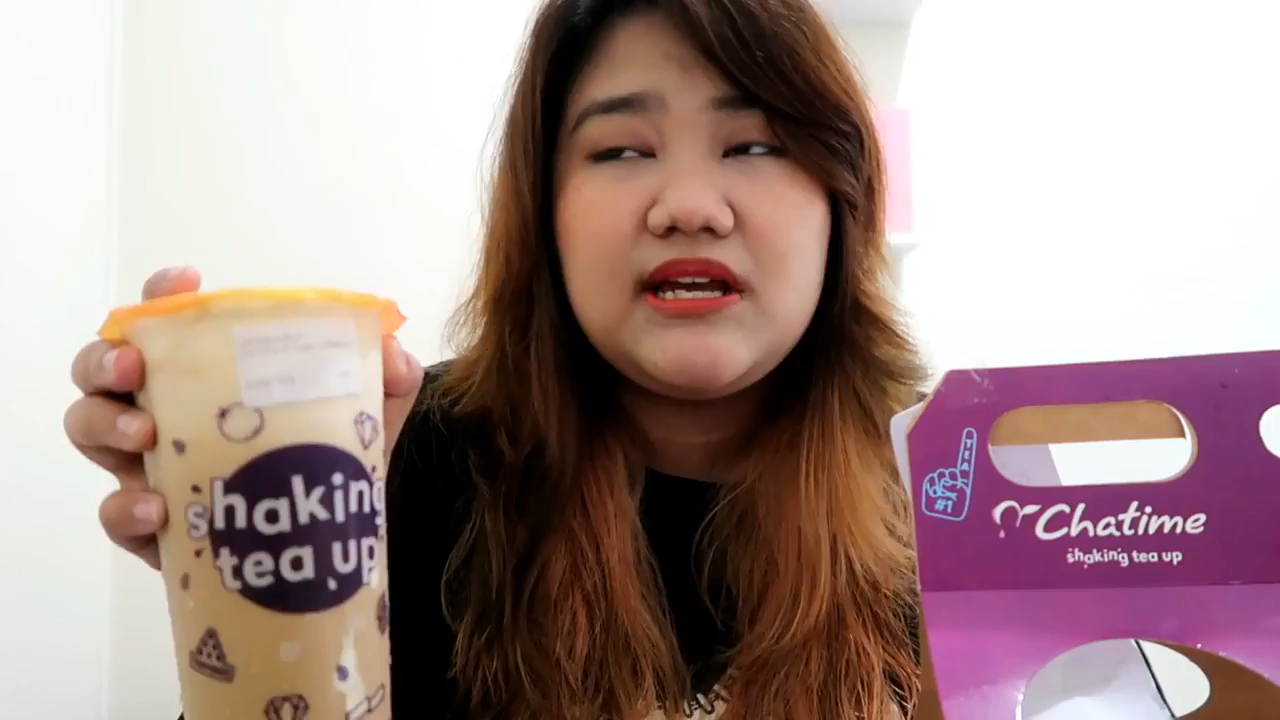 shaking
tea up
TEA
#1
Chatime
shaking tea up